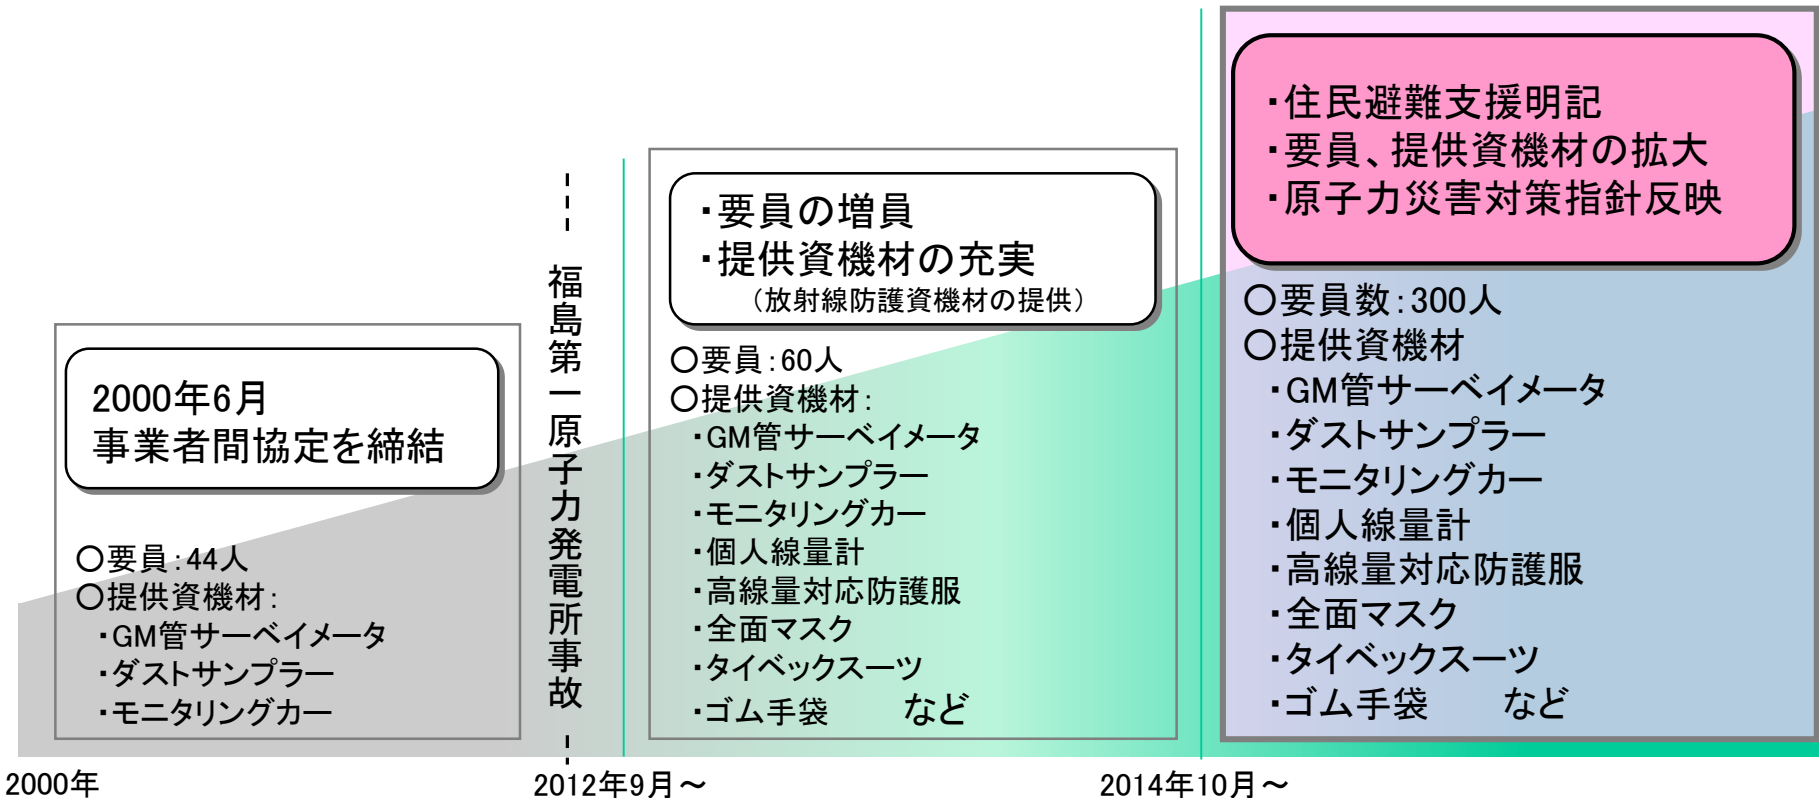 2000年6月
事業者間協定を締結
○要員：44人
○提供資機材：
・GM管サーベイメータ
・ダストサンプラー
・モニタリングカー
福島第一原子力発電所事故
・要員の増員
・提供資機材の充実
（放射線防護資機材の提供）
○要員：60人
○提供資機材：
・GM管サーベイメータ
・ダストサンプラー
・モニタリングカー
・個人線量計
・高線量対応防護服
・全面マスク
・タイベックスーツ
・ゴム手袋　　など
・住民避難支援明記
・要員、提供資機材の拡大
・原子力災害対策指針反映
○要員数：300人
○提供資機材
・GM管サーベイメータ
・ダストサンプラー
・モニタリングカー
・個人線量計
・高線量対応防護服
・全面マスク
・タイベックスーツ
・ゴム手袋　　など
2000年
2012年9月～
2014年10月～